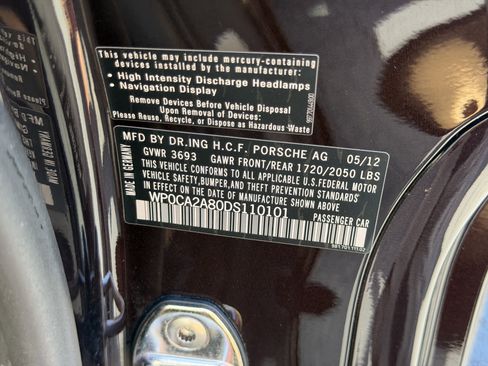 This vehicle may include mercury-containing
devices installed by the manufacturer:
• High Intensity Discharge Headlamps
• Navigation Display
Remove Devices Before Vehicle Disposal
Upon Removal of Devices
Please Reuse, Recycle, or Dispose as Hazardous Waste
MFD BY DR.ING H.C.F. PORSCHE AG 05/12
GVWR 3693 GAWR FRONT/REAR 1720/2050 LBS
THIS VEHICLE CONFORMS TO ALL APPLICABLE U.S.FEDERAL MOTOR
VEHICLE SAFETY,BUMPER,AND THEFT PREVENTION STANDARDS
IN EFFECT ON THE DATE OF MANUFACTURE SHOWN ABOVE
WP0CA2A80DS110101 PASSENGER CAR